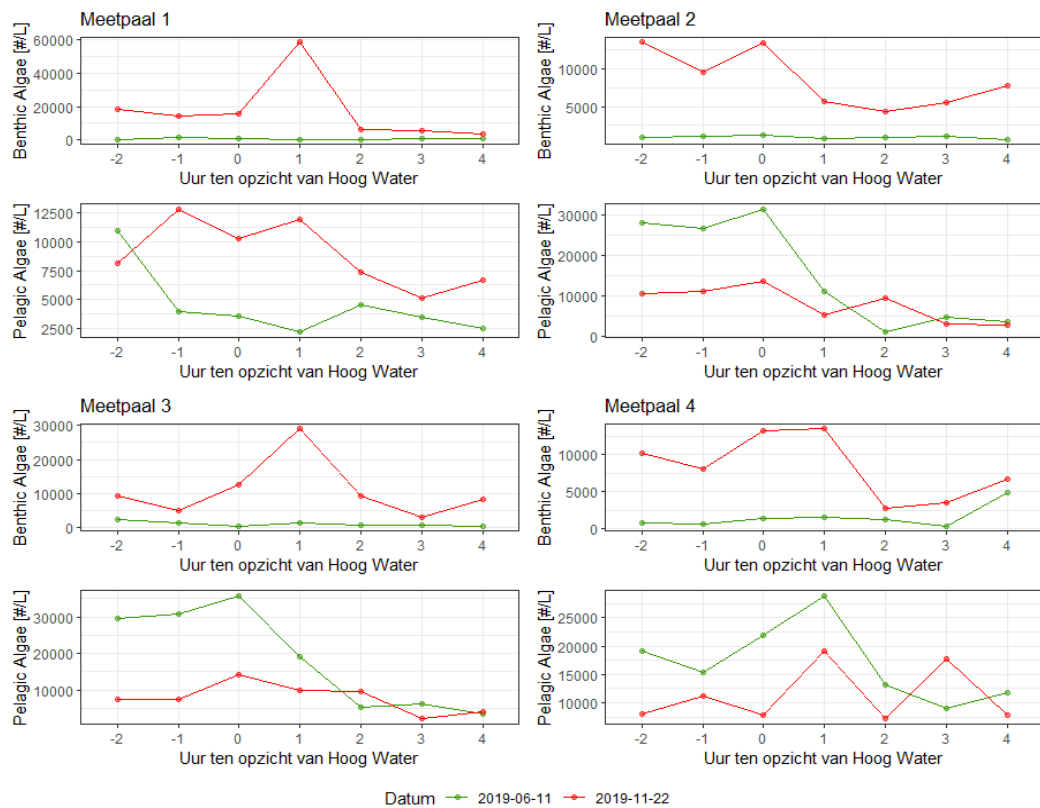 Meetpaal 1
Benthic Algae [#/L]
60000
40000
20000
0
-2 -1 0 1 2 3 4
Uur ten opzicht van Hoog Water
Pelagic Algae [#/L]
12500
10000
7500
5000
2500
-2 -1 0 1 2 3 4
Uur ten opzicht van Hoog Water
Meetpaal 2
Benthic Algae [#/L]
10000
5000
-2 -1 0 1 2 3 4
Uur ten opzicht van Hoog Water
Pelagic Algae [#/L]
30000
20000
10000
0
-2 -1 0 1 2 3 4
Uur ten opzicht van Hoog Water
Meetpaal 3
Benthic Algae [#/L]
30000
20000
10000
0
-2 -1 0 1 2 3 4
Uur ten opzicht van Hoog Water
Pelagic Algae [#/L]
30000
20000
10000
-2 -1 0 1 2 3 4
Uur ten opzicht van Hoog Water
Meetpaal 4
Benthic Algae [#/L]
10000
5000
0
-2 -1 0 1 2 3 4
Uur ten opzicht van Hoog Water
Pelagic Algae [#/L]
25000
20000
15000
10000
-2 -1 0 1 2 3 4
Uur ten opzicht van Hoog Water
Datum 2019-06-11 2019-11-22